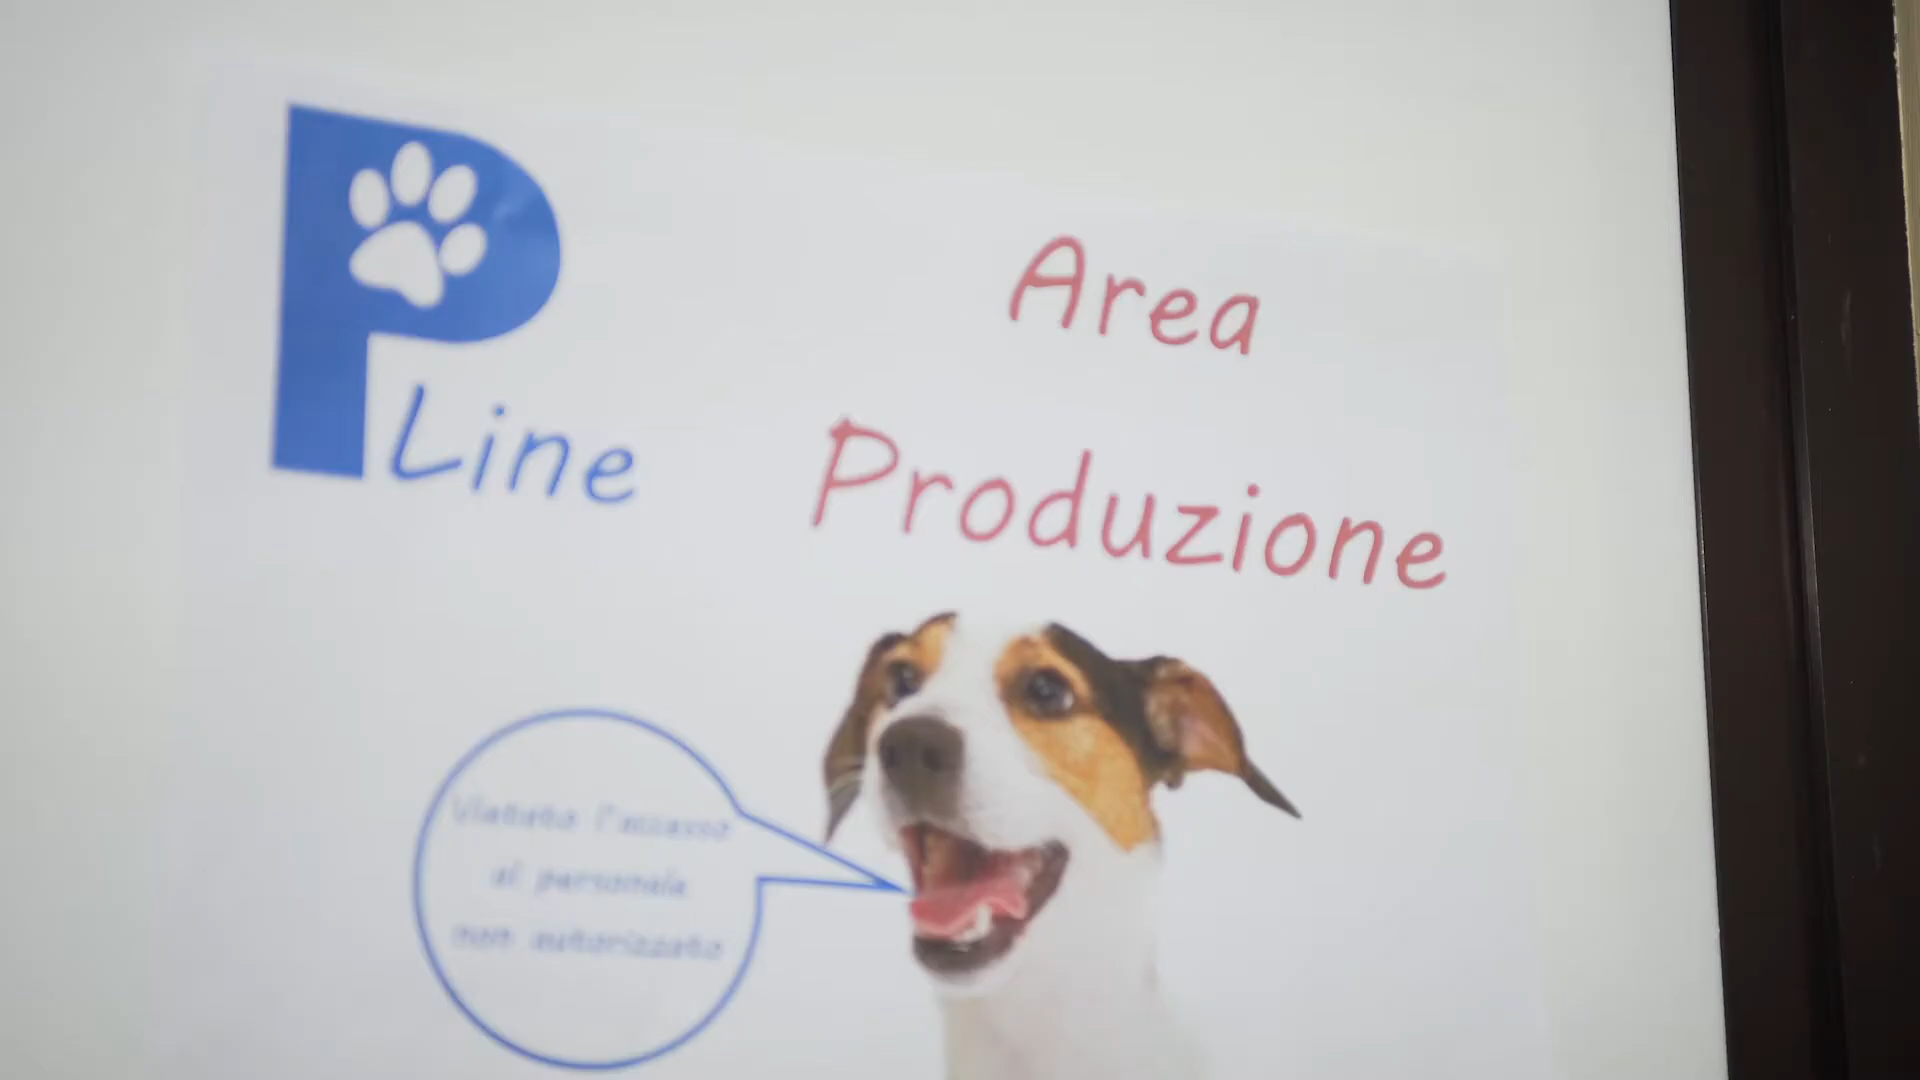 P
Line
Area
Produzione
Vietato l'accesso
al personale
non autorizzato